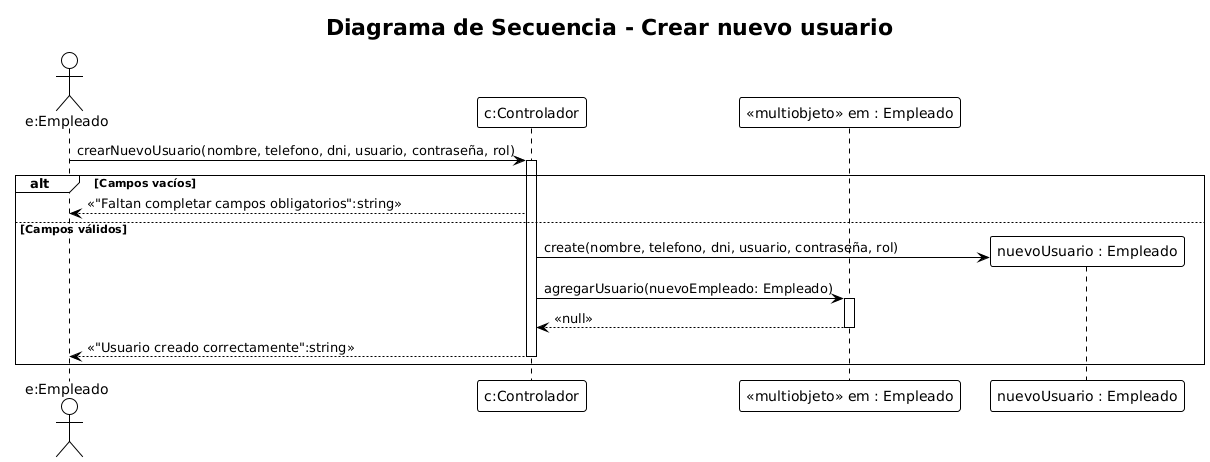 Diagrama de Secuencia - Crear nuevo usuario
e:Empleado
c:Controlador
«multiobjeto» em : Empleado
crearNuevoUsuario(nombre, telefono, dni, usuario, contraseña, rol)
alt [Campos vacíos]
«"Faltan completar campos obligatorios":string»
[Campos válidos]
create(nombre, telefono, dni, usuario, contraseña, rol)
nuevoUsuario : Empleado
agregarUsuario(nuevoEmpleado: Empleado)
«null»
«"Usuario creado correctamente":string»
e:Empleado
c:Controlador
«multiobjeto» em : Empleado
nuevoUsuario : Empleado